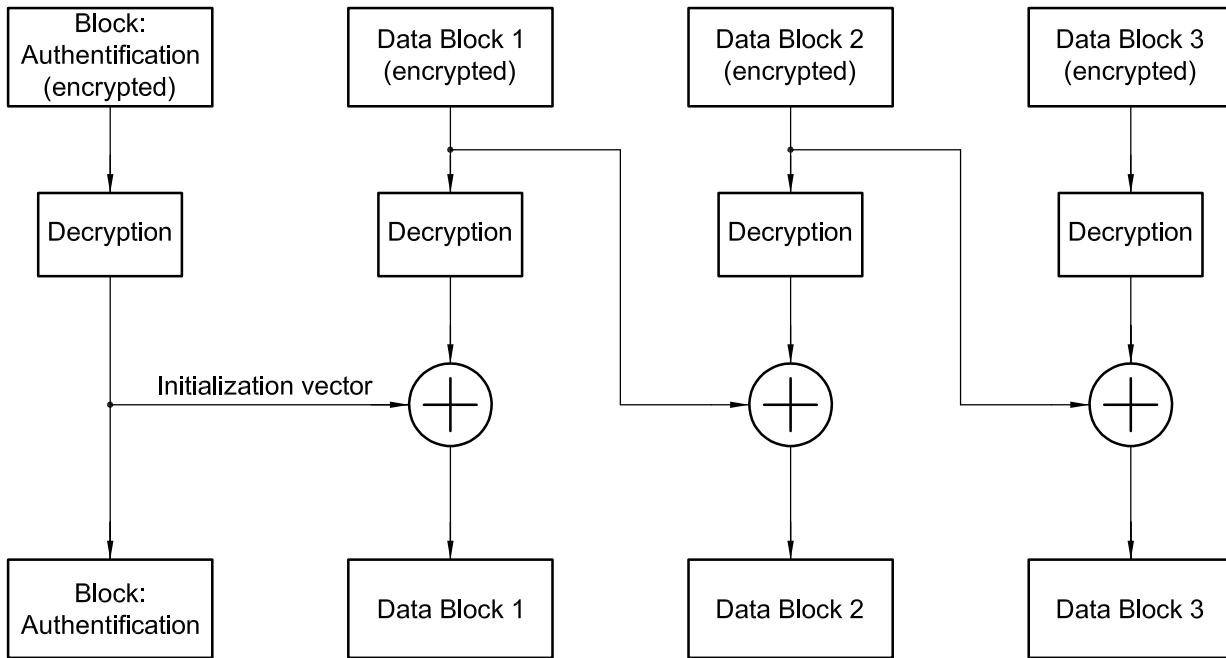 Block:
Authentification
(encrypted)
Data Block 1
(encrypted)
Data Block 2
(encrypted)
Data Block 3
(encrypted)
Decryption
Decryption
Decryption
Decryption
Initialization vector
Block:
Authentification
Data Block 1
Data Block 2
Data Block 3